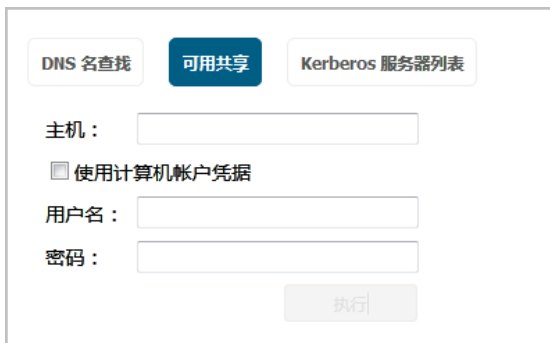 DNS 名查找 可用共享 Kerberos 服务器列表
主机：
使用计算机帐户凭据
用户名：
密码：
执行